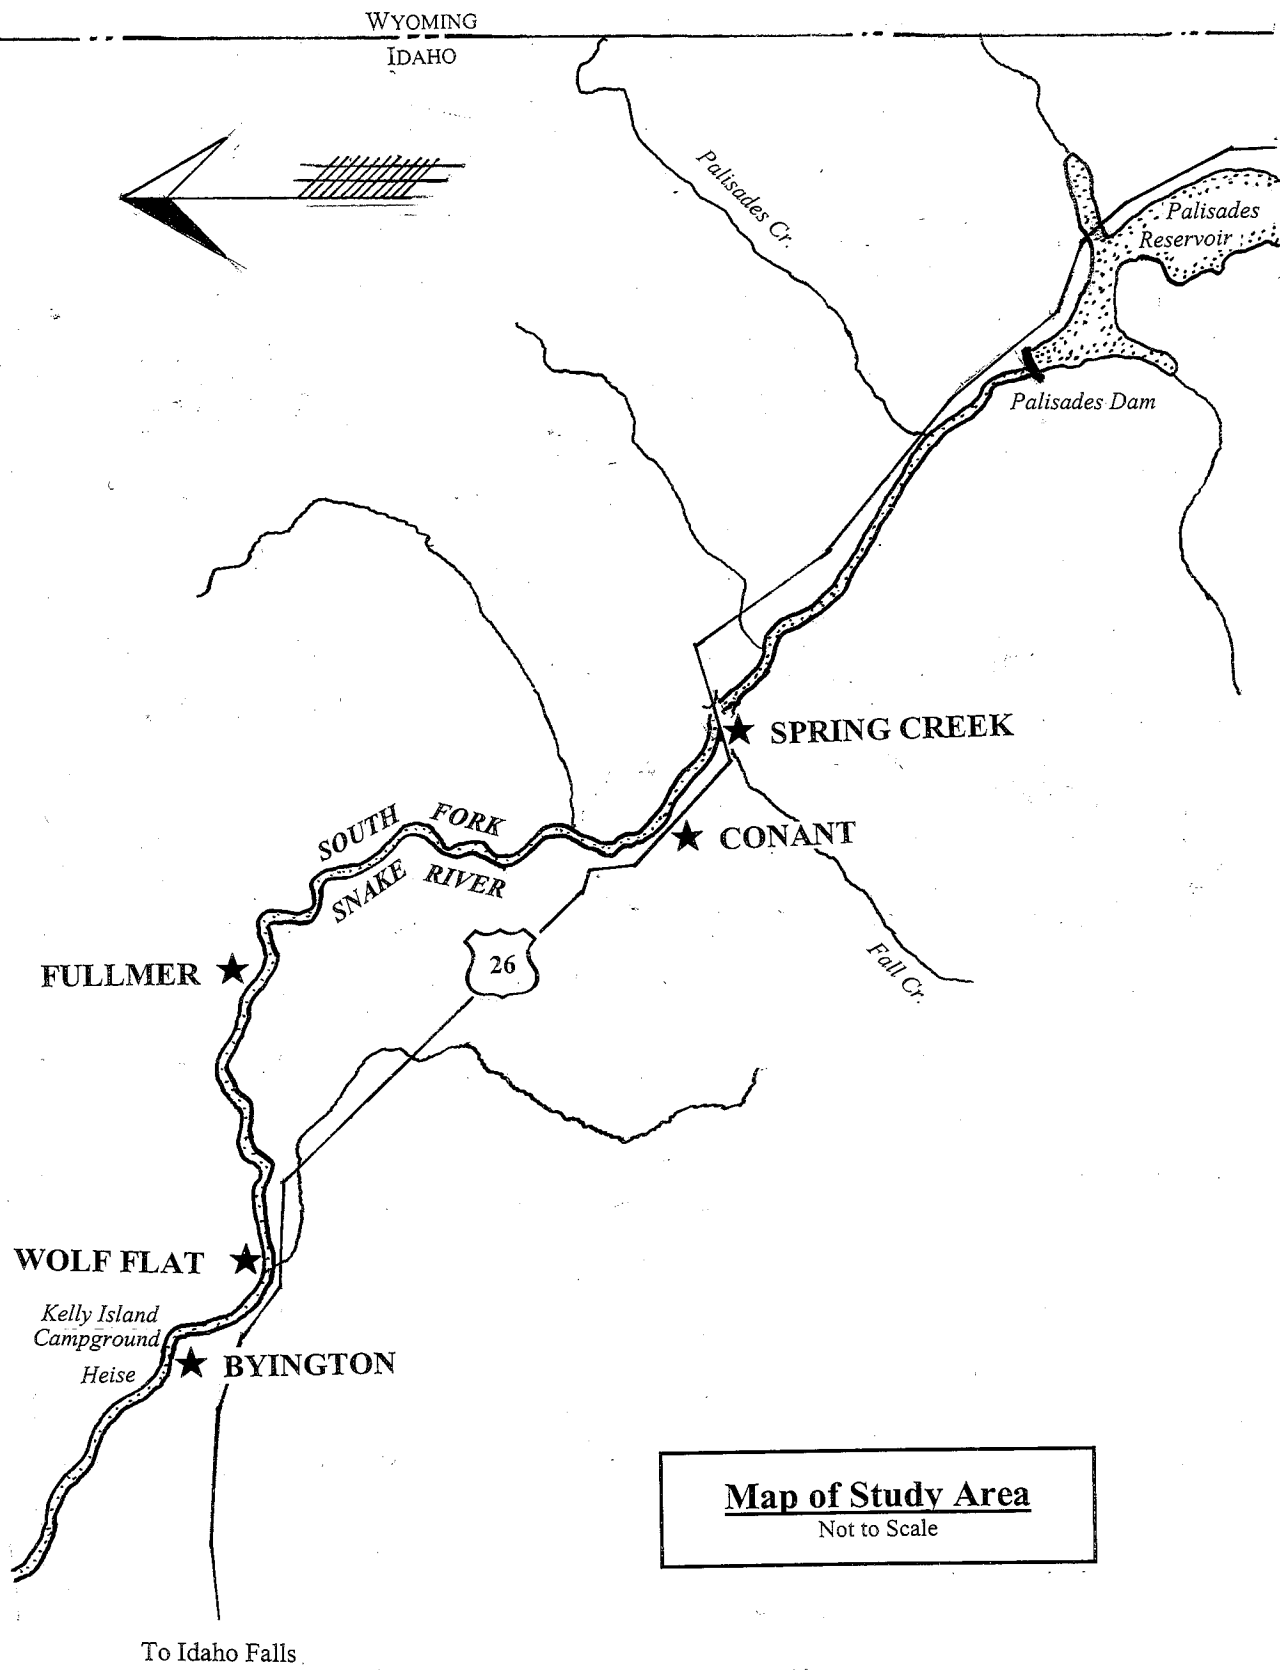 WYOMING
IDAHO
Palisades Cr.
Palisades
Reservoir
Palisades Dam
SPRING CREEK
CONANT
SOUTH FORK
SNAKE RIVER
Fall Cr.
26
FULLMER
WOLF FLAT
Kelly Island
Campground
Heise
BYINGTON
Map of Study Area
Not to Scale
To Idaho Falls